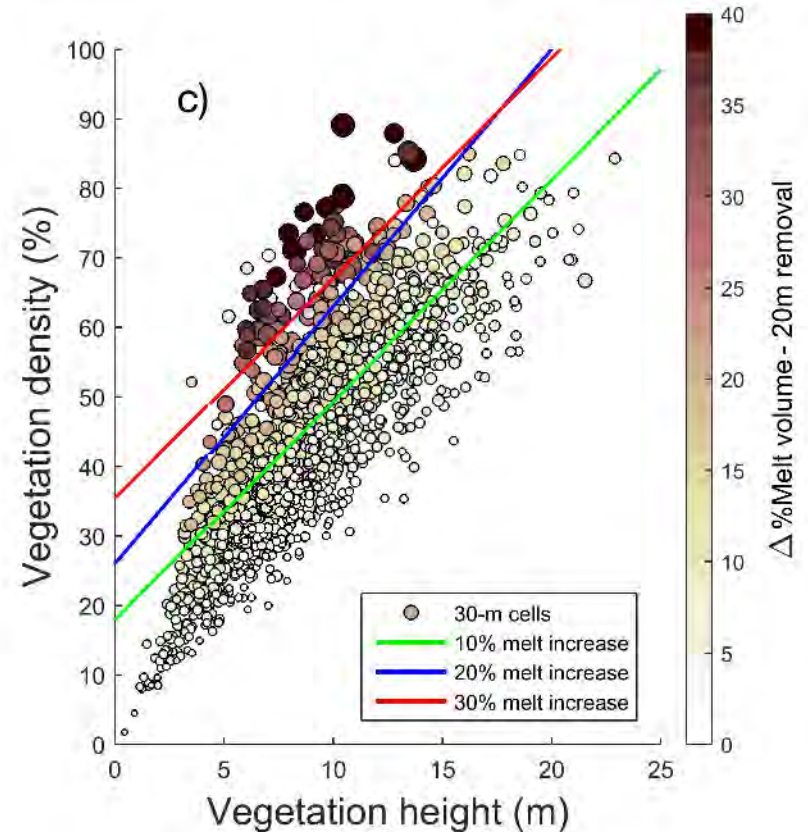 c)
100
90
80
70
60
50
40
30
20
10
0
Vegetation density (%)
0 5 10 15 20 25
Vegetation height (m)
30-m cells
10% melt increase
20% melt increase
30% melt increase
40
35
30
25
20
15
10
5
0
Δ %Melt volume - 20m removal